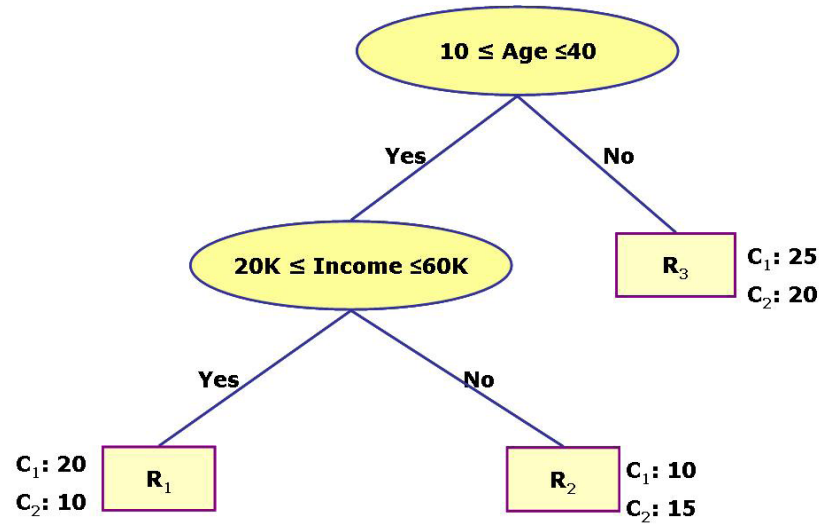 10 ≤ Age ≤40
Yes
No
20K ≤ Income ≤60K
R₃
C₁: 25
C₂: 20
Yes
No
C₁: 20
C₂: 10
R₁
R₂
C₁: 10
C₂: 15